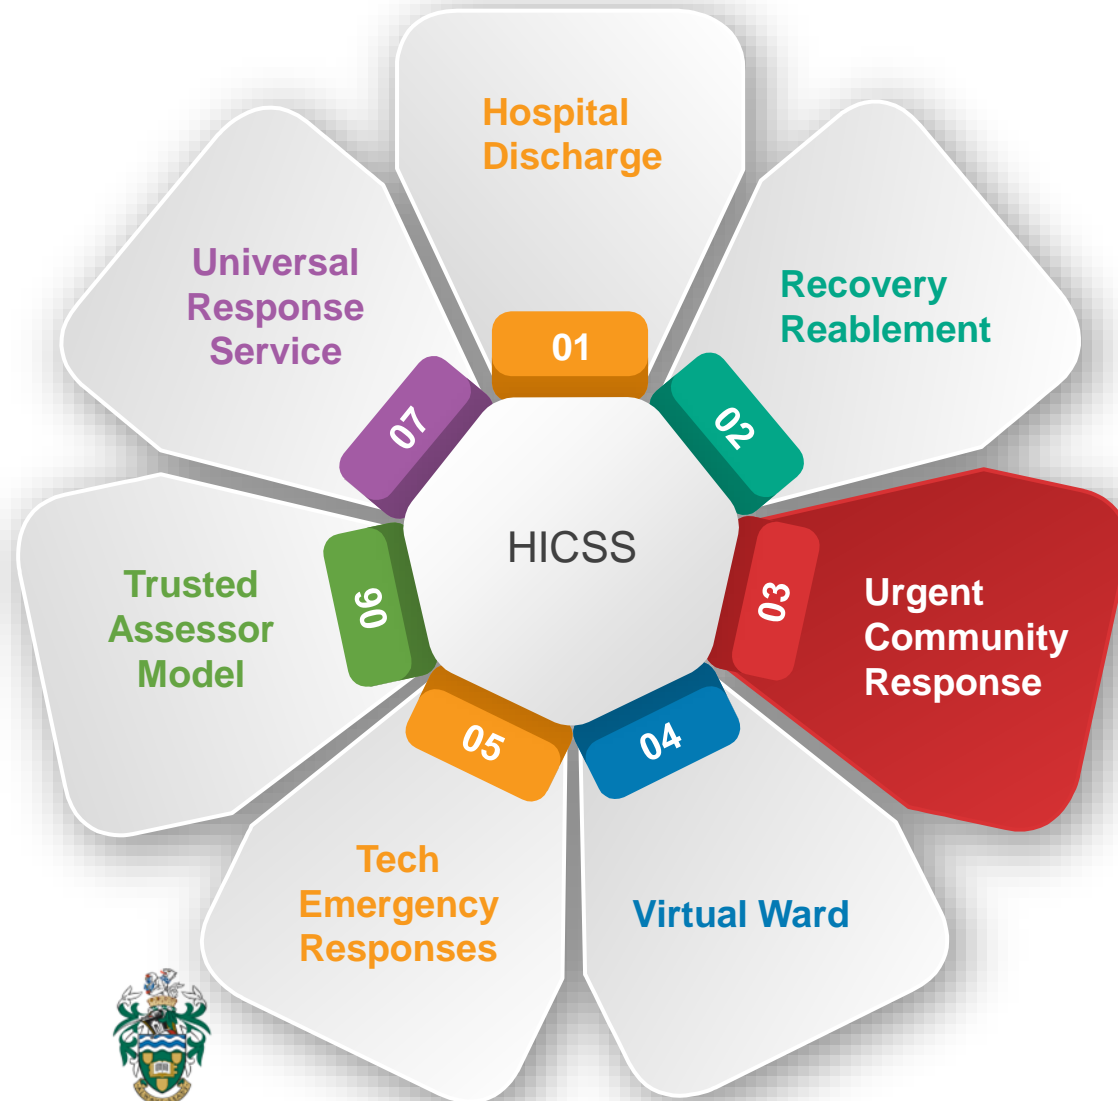 Hospital
Discharge
01
Recovery
Reablement
02
Urgent
Community
Response
03
Virtual Ward
04
Tech
Emergency
Responses
05
Trusted
Assessor
Model
06
Universal
Response
Service
07
HICSS